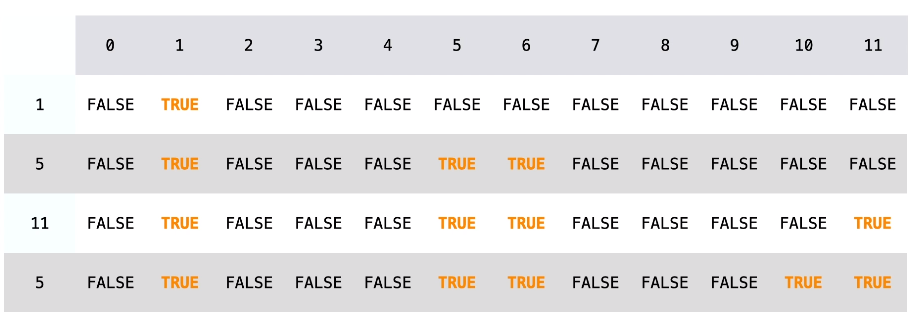 0 1 2 3 4 5 6 7 8 9 10 11
1 FALSE TRUE FALSE FALSE FALSE FALSE FALSE FALSE FALSE FALSE FALSE FALSE
5 FALSE TRUE FALSE FALSE FALSE TRUE TRUE FALSE FALSE FALSE FALSE FALSE
11 FALSE TRUE FALSE FALSE FALSE TRUE TRUE FALSE FALSE FALSE FALSE TRUE
5 FALSE TRUE FALSE FALSE FALSE TRUE TRUE FALSE FALSE FALSE TRUE TRUE